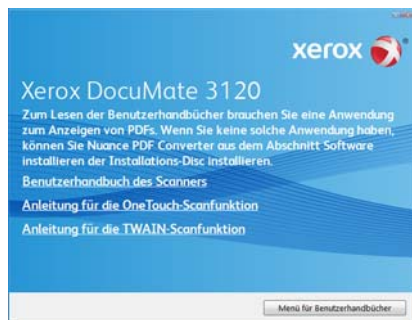 xerox
Xerox DocuMate 3120
Zum Lesen der Benutzerhandbücher brauchen Sie eine Anwendung
zum Anzeigen von PDFs. Wenn Sie keine solche Anwendung haben,
können Sie Nuance PDF Converter aus dem Abschnitt Software
installieren der Installations-Disc installieren.
Benutzerhandbuch des Scanners
Anleitung für die OneTouch-Scanfunktion
Anleitung für die TWAIN-Scanfunktion
Menü für Benutzerhandbücher